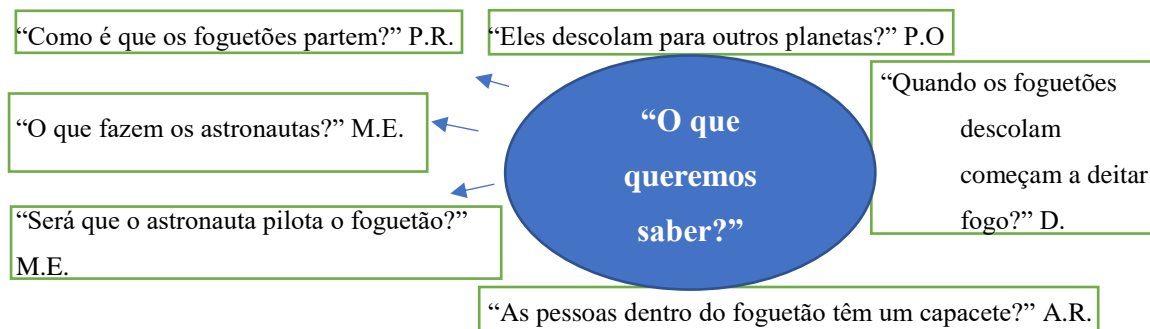 “Como é que os foguetões partem?” P.R.
“Eles descolam para outros planetas?” P.O
“Quando os foguetões
descolam
começam a deitar
fogo?” D.
“O que fazem os astronautas?” M.E.
“O que
queremos
saber?”
“Será que o astronauta pilota o foguetão?”
M.E.
“As pessoas dentro do foguetão têm um capacete?” A.R.